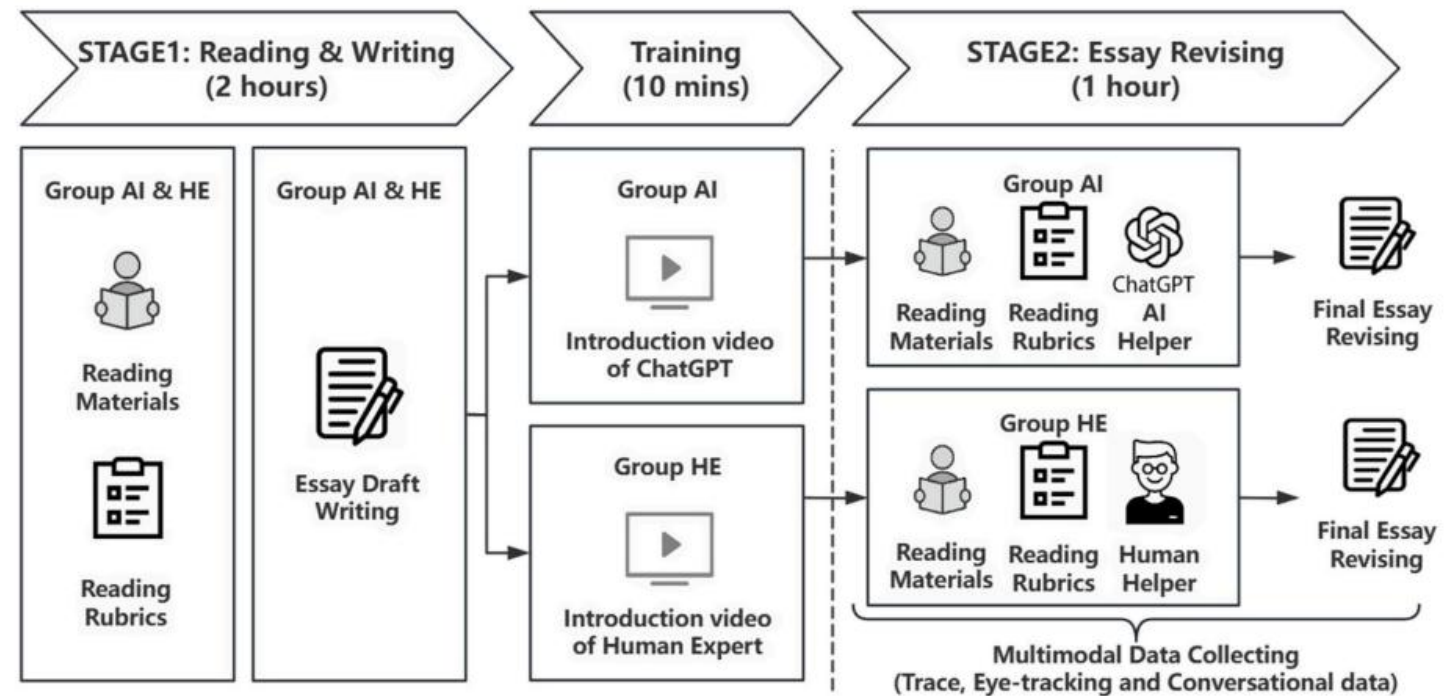 STAGE1: Reading & Writing
(2 hours)
Training
(10 mins)
STAGE2: Essay Revising
(1 hour)
Group AI & HE
Reading
Materials
Reading
Rubrics
Group AI & HE
Essay Draft
Writing
Group AI
Introduction video
of ChatGPT
Group HE
Introduction video
of Human Expert
Group AI
Reading
Materials
Reading
Rubrics
ChatGPT
AI
Helper
Final Essay
Revising
Group HE
Reading
Materials
Reading
Rubrics
Human
Helper
Final Essay
Revising
Multimodal Data Collecting
(Trace, Eye-tracking and Conversational data)